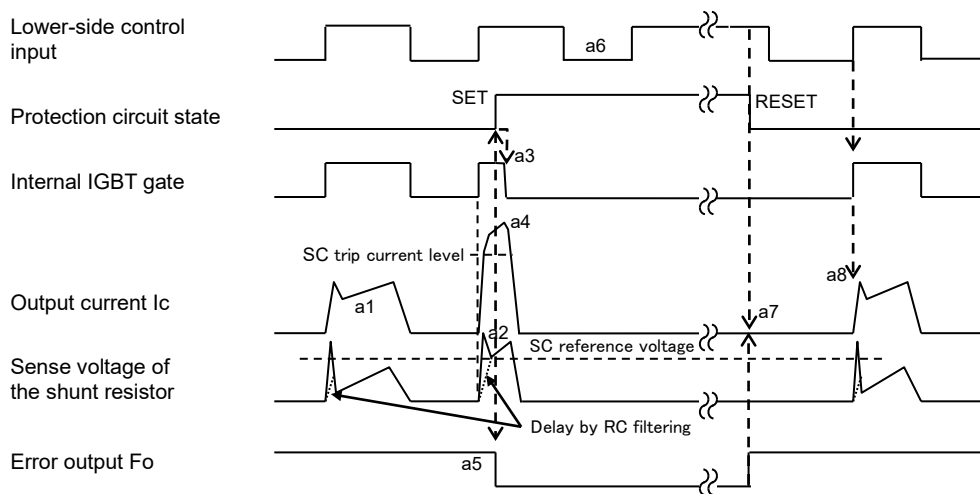 Lower-side control
input
a6
SET
RESET
Protection circuit state
a3
Internal IGBT gate
a4
SC trip current level
a8
Output current Ic
a1
a7
a2
SC reference voltage
Sense voltage of
the shunt resistor
Delay by RC filtering
Error output Fo
a5